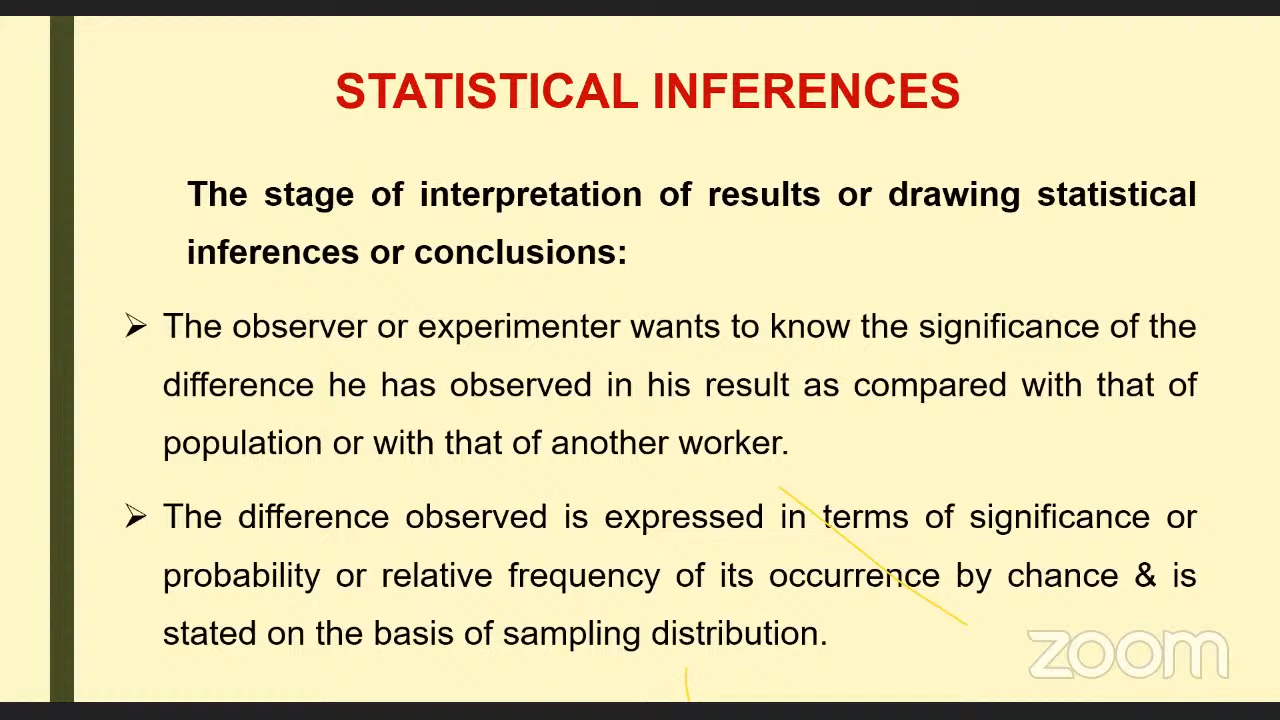 STATISTICAL INFERENCES
The stage of interpretation of results or drawing statistical
inferences or conclusions:
➢ The observer or experimenter wants to know the significance of the
difference he has observed in his result as compared with that of
population or with that of another worker.
➢ The difference observed is expressed in terms of significance or
probability or relative frequency of its occurrence by chance & is
stated on the basis of sampling distribution.
zoom